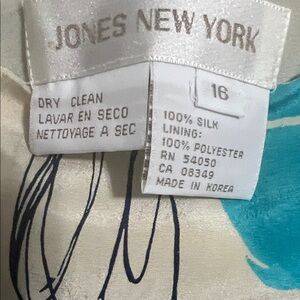 JONES NEW YORK
DRY CLEAN
LAVAR EN SECO
NETTOYAGE A SEC
16
100% SILK
LINING:
100% POLYESTER
RN 54050
CA 08349
MADE IN KOREA